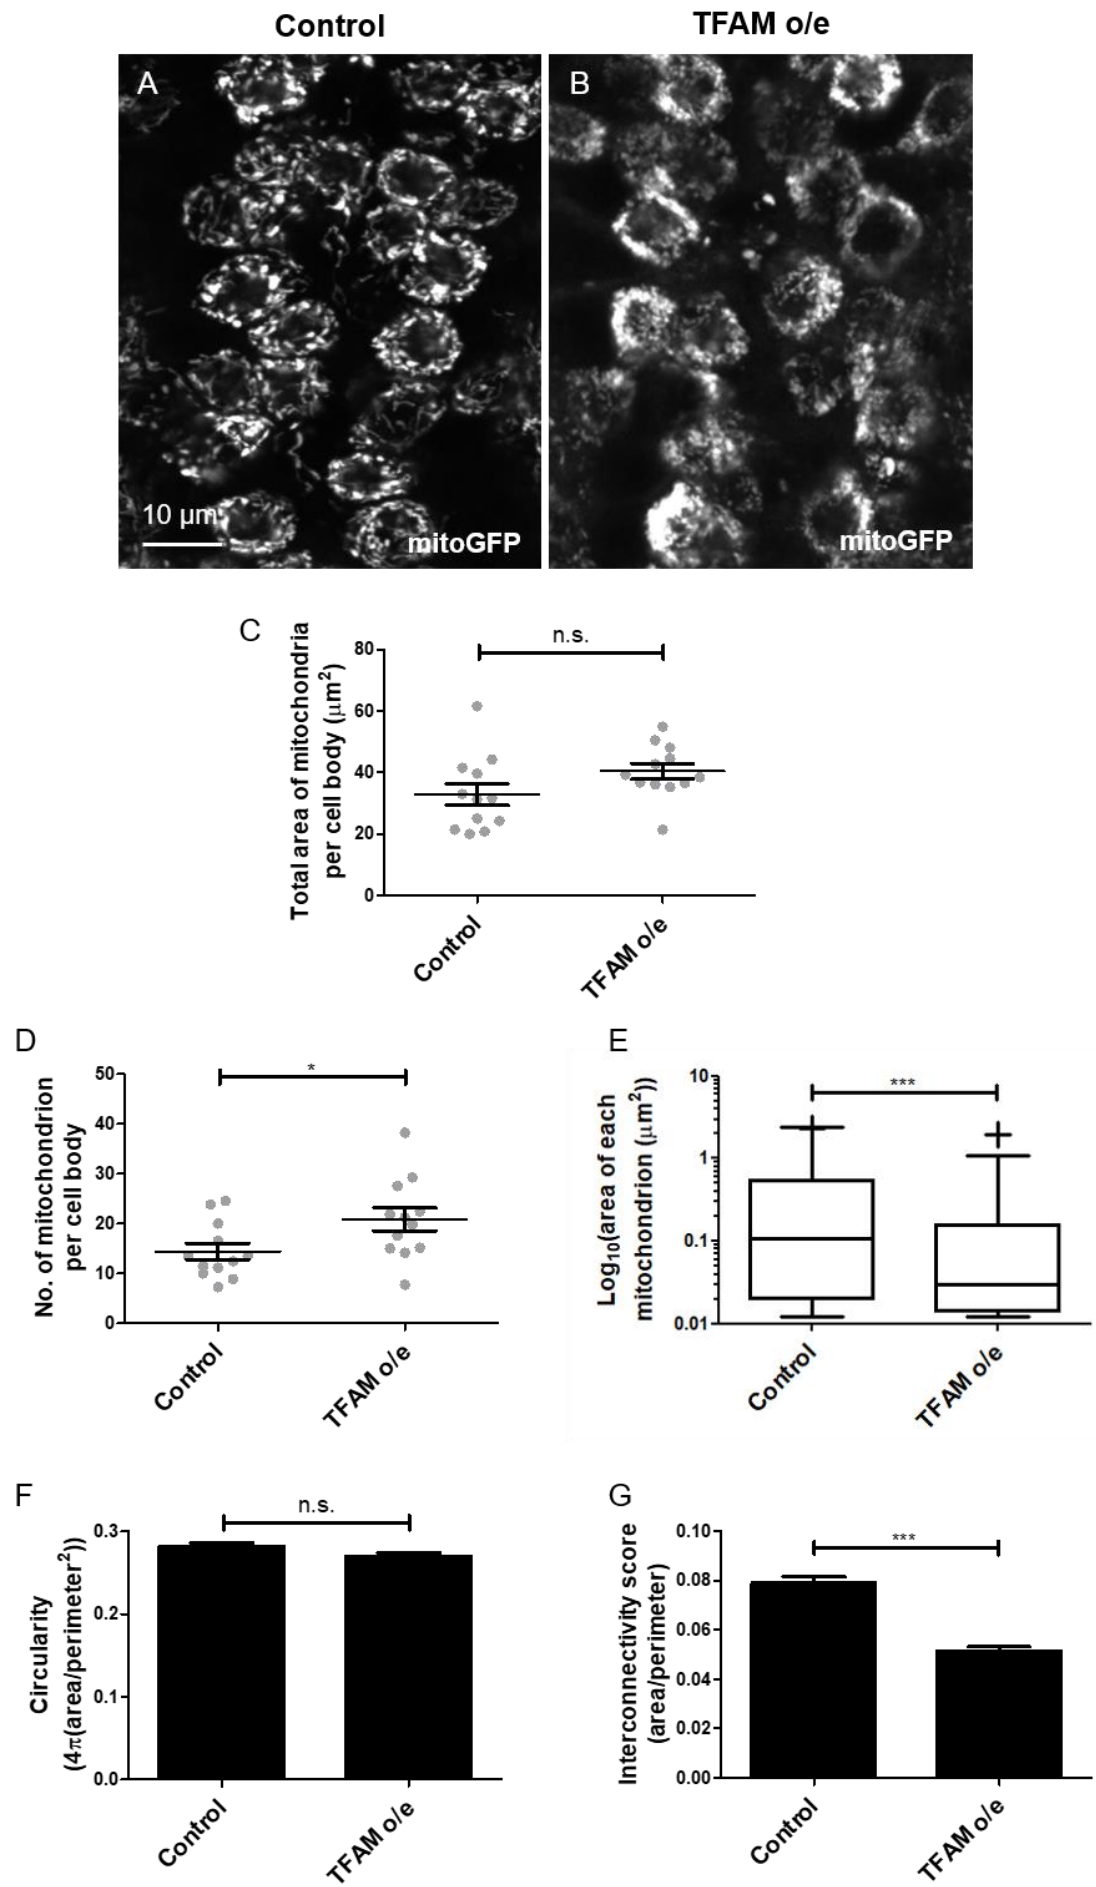 Control
TFAM o/e
A
B
10 μm
mitoGFP
mitoGFP
C
Total area of mitochondria
per cell body (μm²)
80
60
40
20
0
n.s.
Control
TFAM o/e
D
No. of mitochondrion
per cell body
50
40
30
20
10
0
*
Control
TFAM o/e
E
Log₁₀(area of each
mitochondrion (μm²))
10
1
0.1
0.01
***
Control
TFAM o/e
F
Circularity
(4π(area/perimeter²))
0.3
0.2
0.1
0.0
n.s.
Control
TFAM o/e
G
Interconnectivity score
(area/perimeter)
0.10
0.08
0.06
0.04
0.02
0.00
***
Control
TFAM o/e